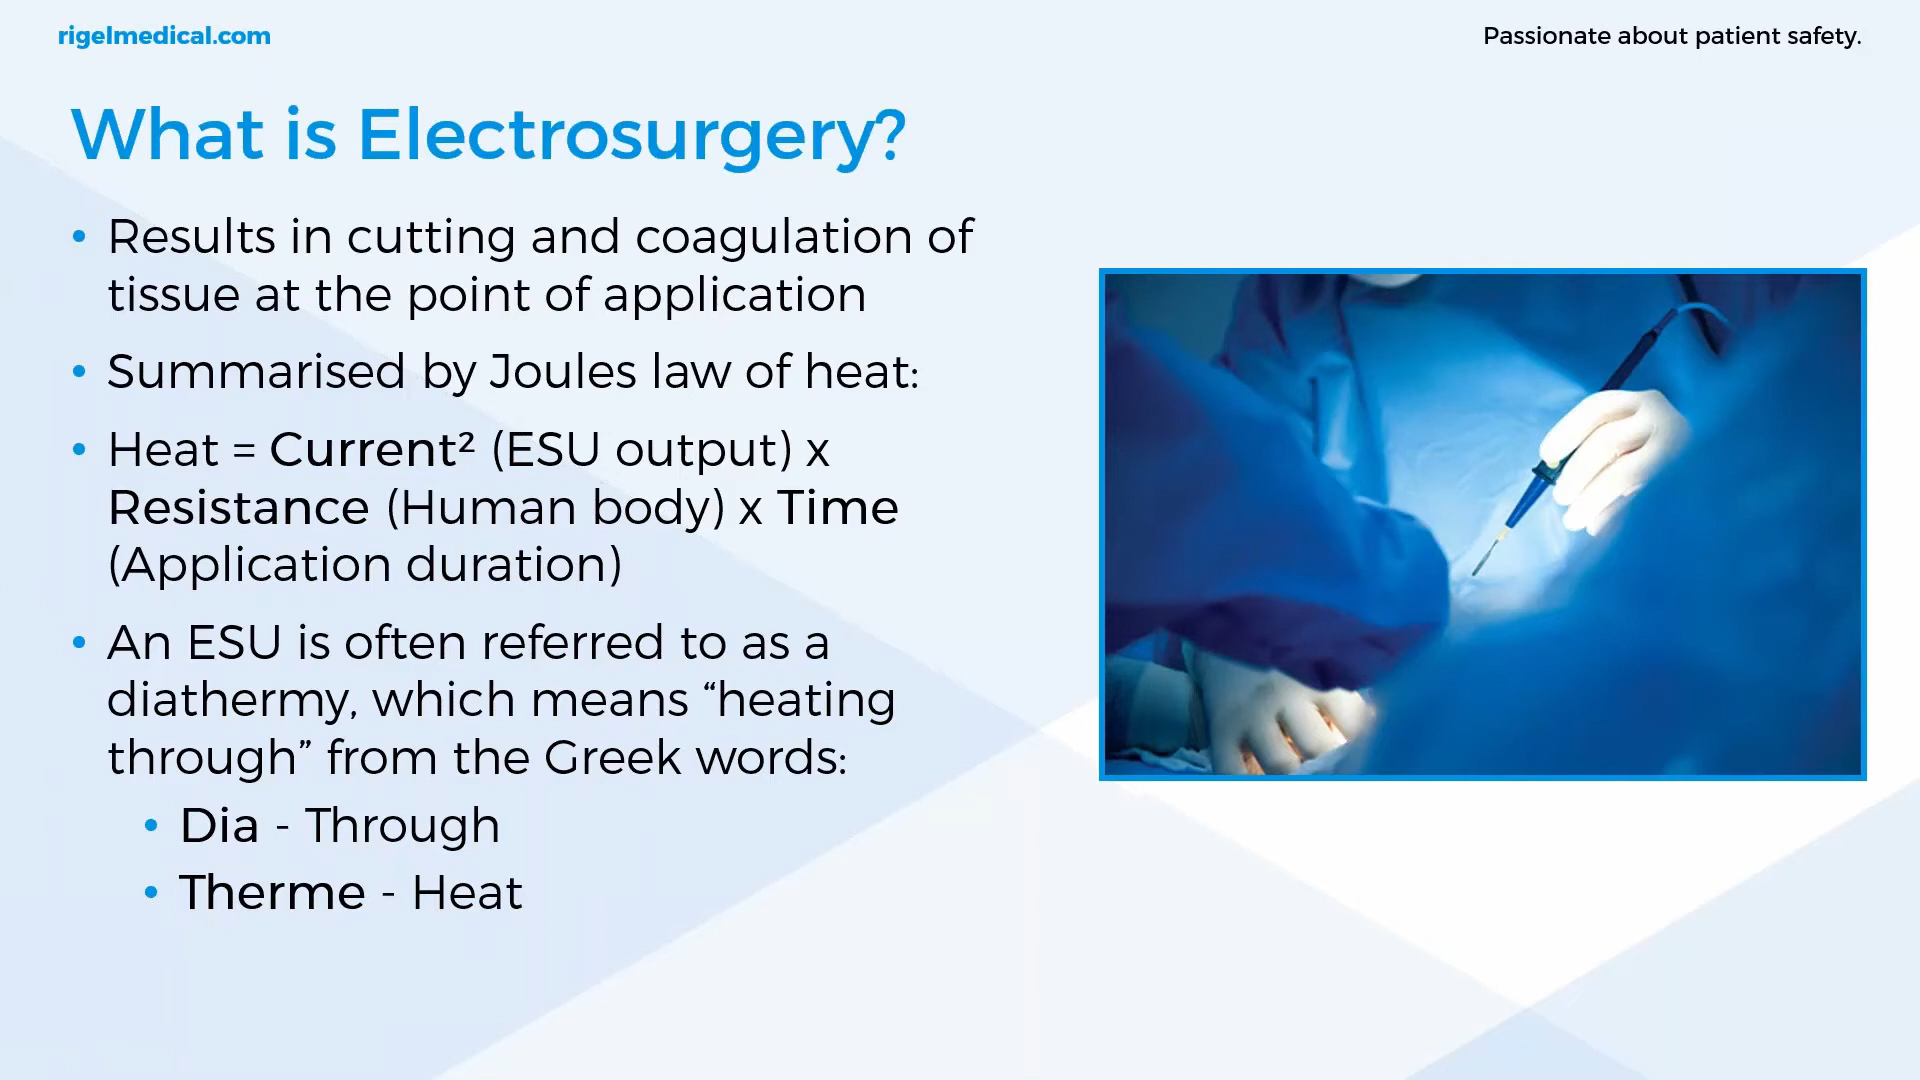 rigelmedical.com
Passionate about patient safety.
What is Electrosurgery?
• Results in cutting and coagulation of
tissue at the point of application
• Summarised by Joules law of heat:
• Heat = Current² (ESU output) x
Resistance (Human body) x Time
(Application duration)
• An ESU is often referred to as a
diathermy, which means “heating
through” from the Greek words:
• Dia - Through
• Therme - Heat